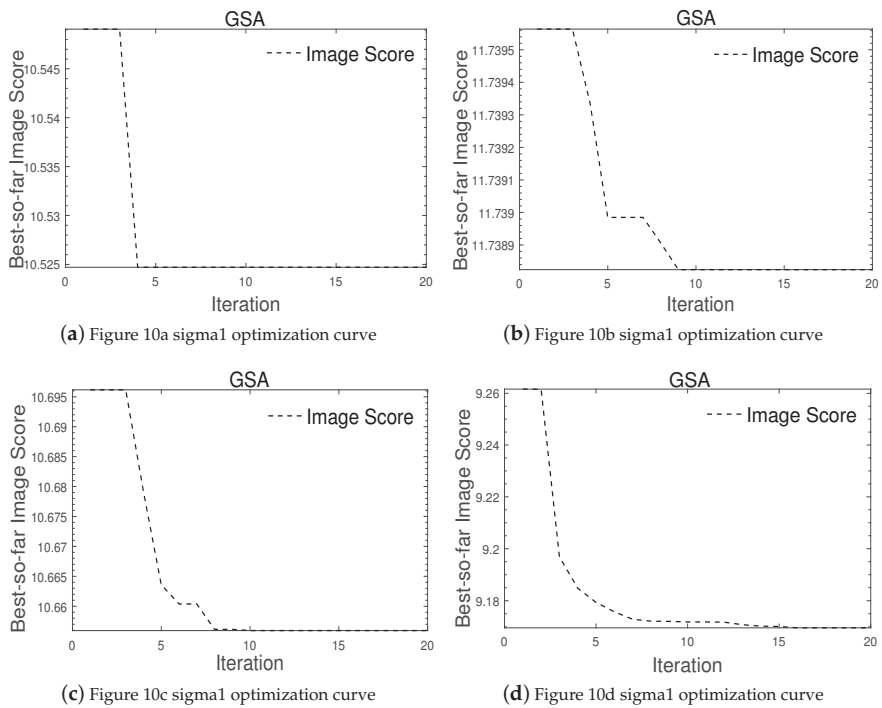 GSA
Image Score
Best-so-far Image Score
10.545
10.54
10.535
10.53
10.525
0 5 10 15 20
Iteration
(a) Figure 10a sigma1 optimization curve
GSA
Image Score
Best-so-far Image Score
11.7395
11.7394
11.7393
11.7392
11.7391
11.739
11.7389
0 5 10 15 20
Iteration
(b) Figure 10b sigma1 optimization curve
GSA
Image Score
Best-so-far Image Score
10.695
10.69
10.685
10.68
10.675
10.67
10.665
10.66
0 5 10 15 20
Iteration
(c) Figure 10c sigma1 optimization curve
GSA
Image Score
Best-so-far Image Score
9.26
9.24
9.22
9.2
9.18
0 5 10 15 20
Iteration
(d) Figure 10d sigma1 optimization curve